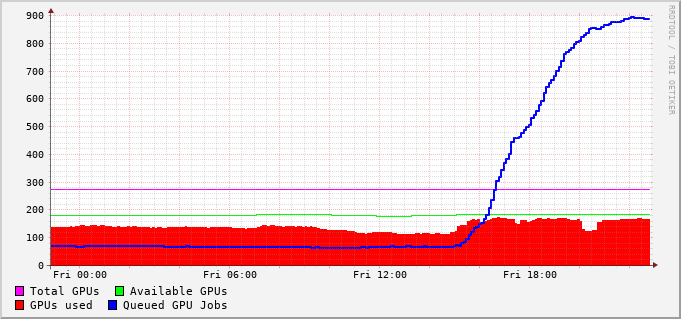 900
800
700
600
500
400
300
200
100
0
Fri 00:00 Fri 06:00 Fri 12:00 Fri 18:00
Total GPUs Available GPUs
GPUs used Queued GPU Jobs
RRDTOOL / TOBI OETIKER